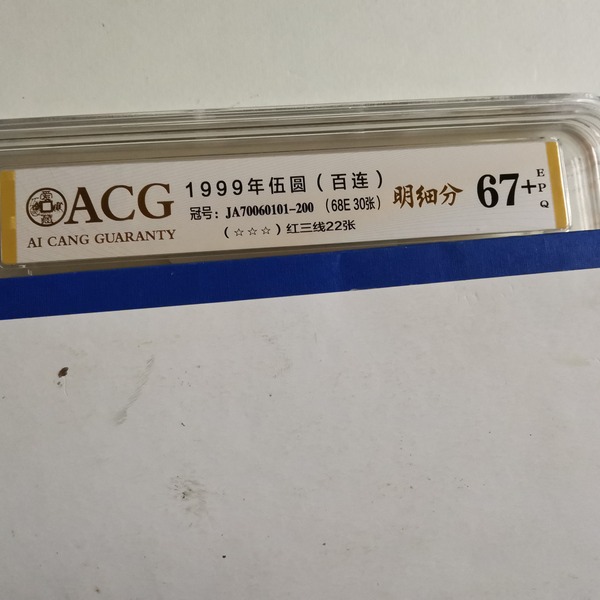 ACG
AI CANG GUARANTY
1999年伍圆（百连）
冠号：JA70060101-200 （68E 30张）
（☆☆☆）红三线22张
明细分
67+
EPQ